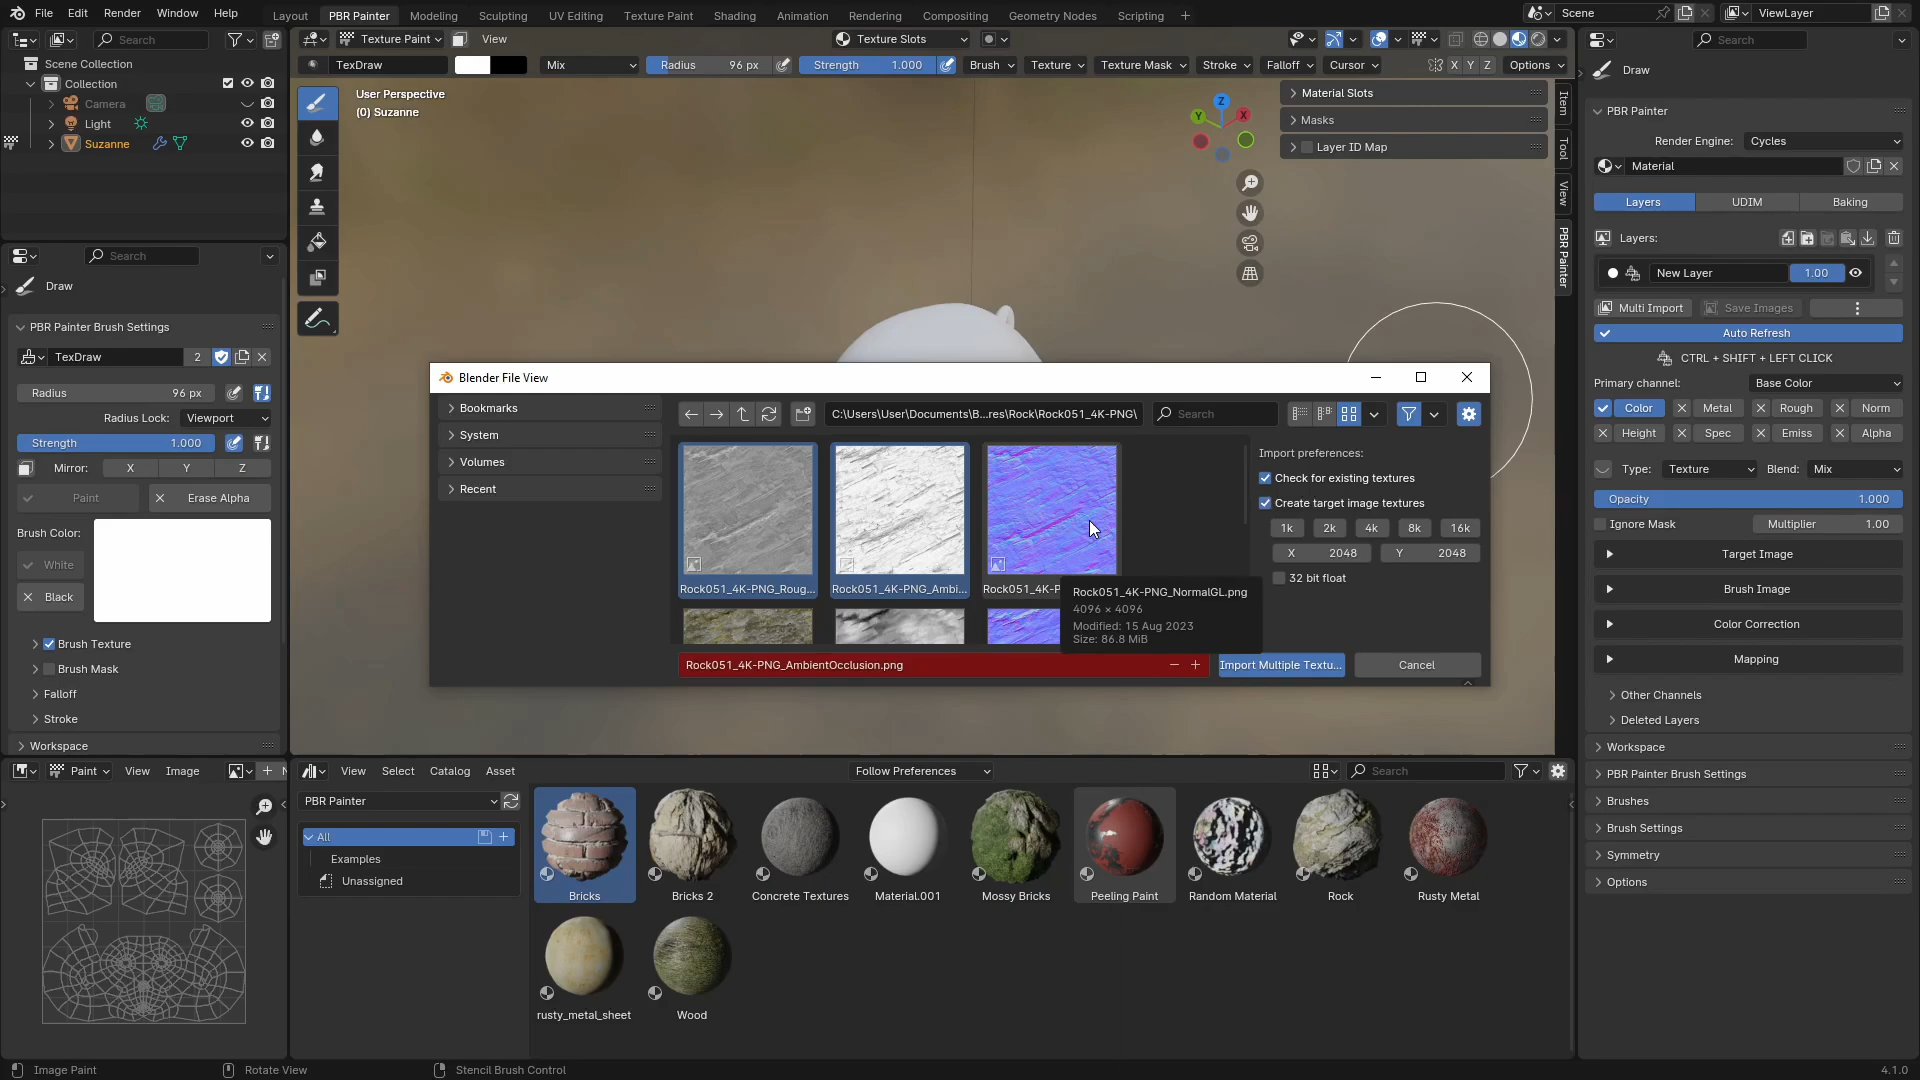 File Edit Render Window Help Layout PBR Painter Modeling Sculpting UV Editing Texture Paint Shading Animation Rendering Compositing Geometry Nodes Scripting + Scene ViewLayer
Search Texture Paint View Texture Slots Search
TexDraw Mix Radius 96 px Strength 1.000 Brush Texture Texture Mask Stroke Falloff Cursor X Y Z Options
Scene Collection
Collection
Camera
Light
Suzanne
User Perspective
(0) Suzanne
Z
Y
X
Material Slots
Masks
Layer ID Map
Item
Tool
View
PBR Painter
Draw
PBR Painter
Render Engine: Cycles
Material
Layers UDIM Baking
Layers:
New Layer 1.00
Multi Import Save Images
Auto Refresh
CTRL + SHIFT + LEFT CLICK
Primary channel: Base Color
Color Metal Rough Norm
Height Spec Emiss Alpha
Type: Texture Blend: Mix
Opacity 1.000
Ignore Mask Multiplier 1.00
Target Image
Brush Image
Color Correction
Mapping
Other Channels
Deleted Layers
Workspace
PBR Painter Brush Settings
Brushes
Brush Settings
Symmetry
Options
Search
Draw
PBR Painter Brush Settings
TexDraw 2
Radius 96 px
Radius Lock: Viewport
Strength 1.000
Mirror: X Y Z
Paint Erase Alpha
Brush Color:
White
Black
Brush Texture
Brush Mask
Falloff
Stroke
Workspace
Blender File View
Bookmarks
System
Volumes
Recent
C:\Users\User\Documents\B...res\Rock\Rock051_4K-PNG\ Search
Rock051_4K-PNG_Roug... Rock051_4K-PNG_Ambi... Rock051_4K-P
Import preferences:
Check for existing textures
Create target image textures
1k 2k 4k 8k 16k
X 2048 Y 2048
32 bit float
Rock051_4K-PNG_NormalGL.png
4096 × 4096
Modified: 15 Aug 2023
Size: 86.8 MiB
Rock051_4K-PNG_AmbientOcclusion.png Import Multiple Textu... Cancel
Paint View Image
View Select Catalog Asset Follow Preferences Search
PBR Painter
All
Examples
Unassigned
Bricks Bricks 2 Concrete Textures Material.001 Mossy Bricks Peeling Paint Random Material Rock Rusty Metal
rusty_metal_sheet Wood
Image Paint Rotate View Stencil Brush Control 4.1.0